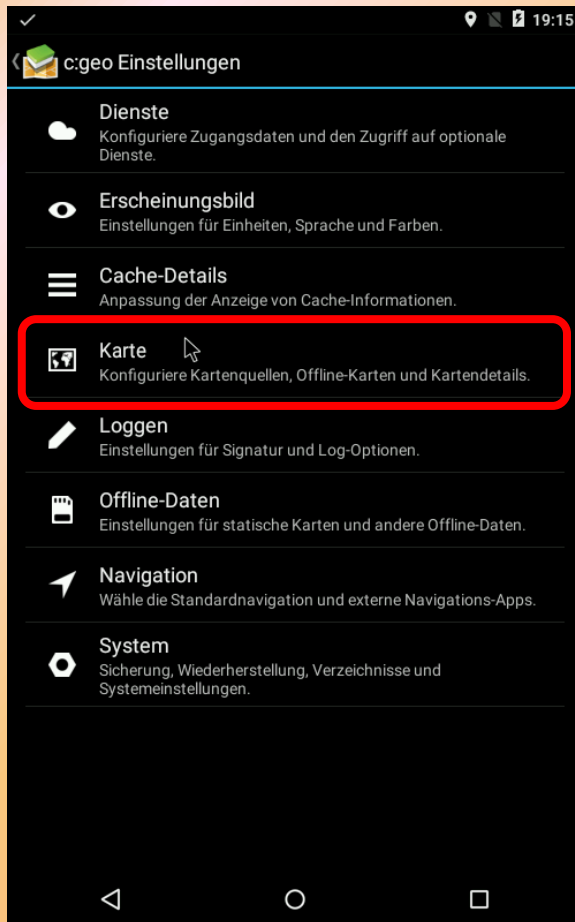 19:15
c:geo Einstellungen
Dienste
Konfiguriere Zugangsdaten und den Zugriff auf optionale
Dienste.
Erscheinungsbild
Einstellungen für Einheiten, Sprache und Farben.
Cache-Details
Anpassung der Anzeige von Cache-Informationen.
Karte
Konfiguriere Kartenquellen, Offline-Karten und Kartendetails.
Loggen
Einstellungen für Signatur und Log-Optionen.
Offline-Daten
Einstellungen für statische Karten und andere Offline-Daten.
Navigation
Wähle die Standardnavigation und externe Navigations-Apps.
System
Sicherung, Wiederherstellung, Verzeichnisse und
Systemeinstellungen.